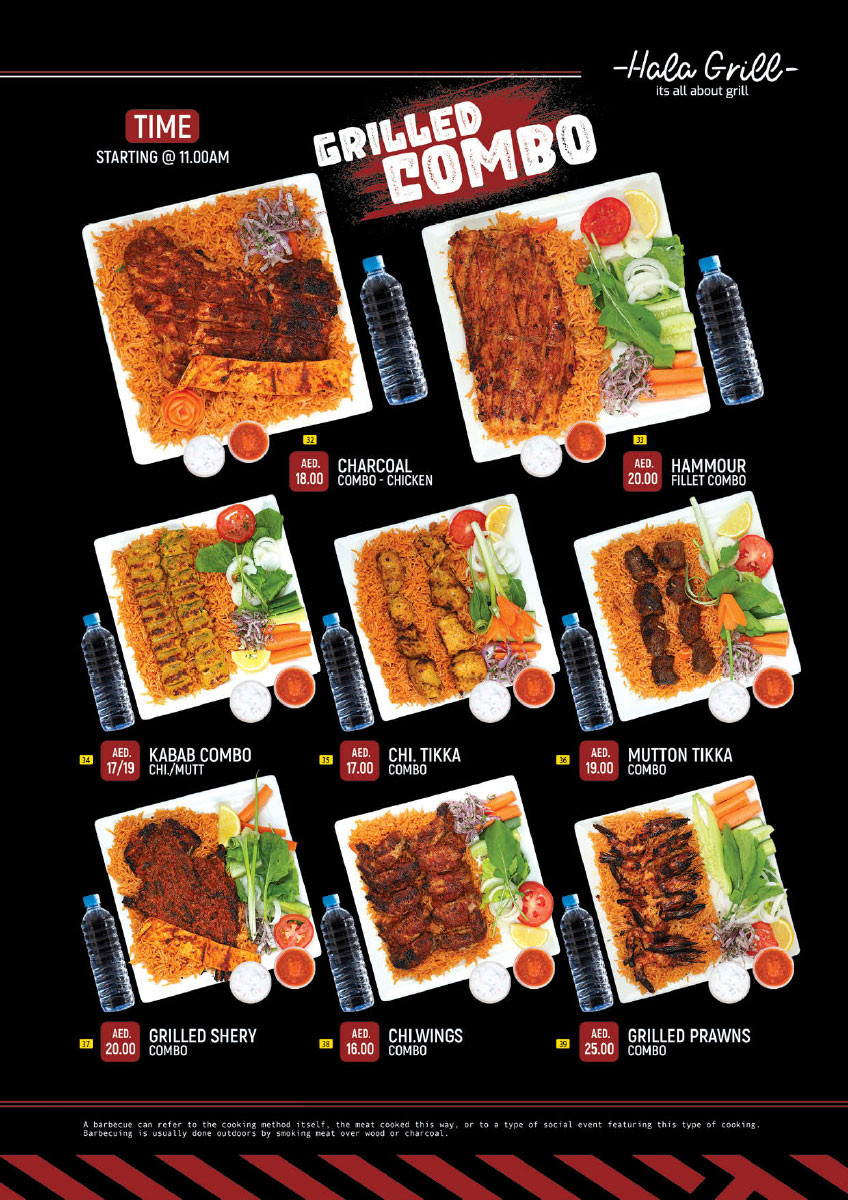 -Hala Grill-
its all about grill
TIME
STARTING @ 11.00AM
GRILLED
COMBO
32
AED.
18.00
CHARCOAL
COMBO - CHICKEN
33
AED.
20.00
HAMMOUR
FILLET COMBO
34
AED.
17/19
KABAB COMBO
CHI./MUTT
35
AED.
17.00
CHI. TIKKA
COMBO
36
AED.
19.00
MUTTON TIKKA
COMBO
37
AED.
20.00
GRILLED SHERY
COMBO
38
AED.
16.00
CHI.WINGS
COMBO
39
AED.
25.00
GRILLED PRAWNS
COMBO
A barbecue can refer to the cooking method itself, the meat cooked this way, or to a type of social event featuring this type of cooking.
Barbecuing is usually done outdoors by smoking meat over wood or charcoal.